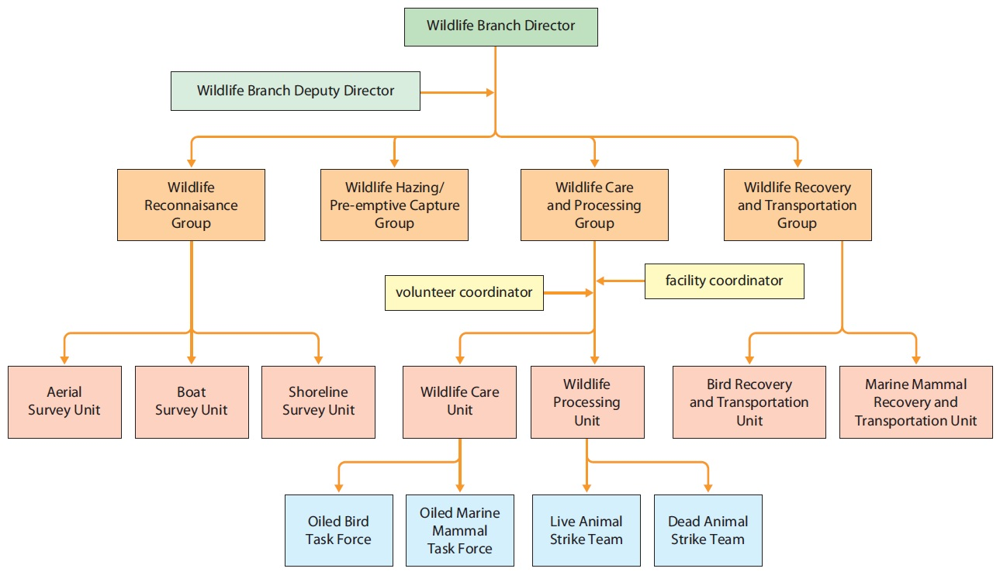 Wildlife Branch Director
Wildlife Branch Deputy Director
Wildlife
Reconnaisance
Group
Wildlife Hazing/
Pre-emptive Capture
Group
Wildlife Care
and Processing
Group
Wildlife Recovery
and Transportation
Group
volunteer coordinator
facility coordinator
Aerial
Survey Unit
Boat
Survey Unit
Shoreline
Survey Unit
Wildlife Care
Unit
Wildlife
Processing
Unit
Bird Recovery
and Transportation
Unit
Marine Mammal
Recovery and
Transportation Unit
Oiled Bird
Task Force
Oiled Marine
Mammal
Task Force
Live Animal
Strike Team
Dead Animal
Strike Team